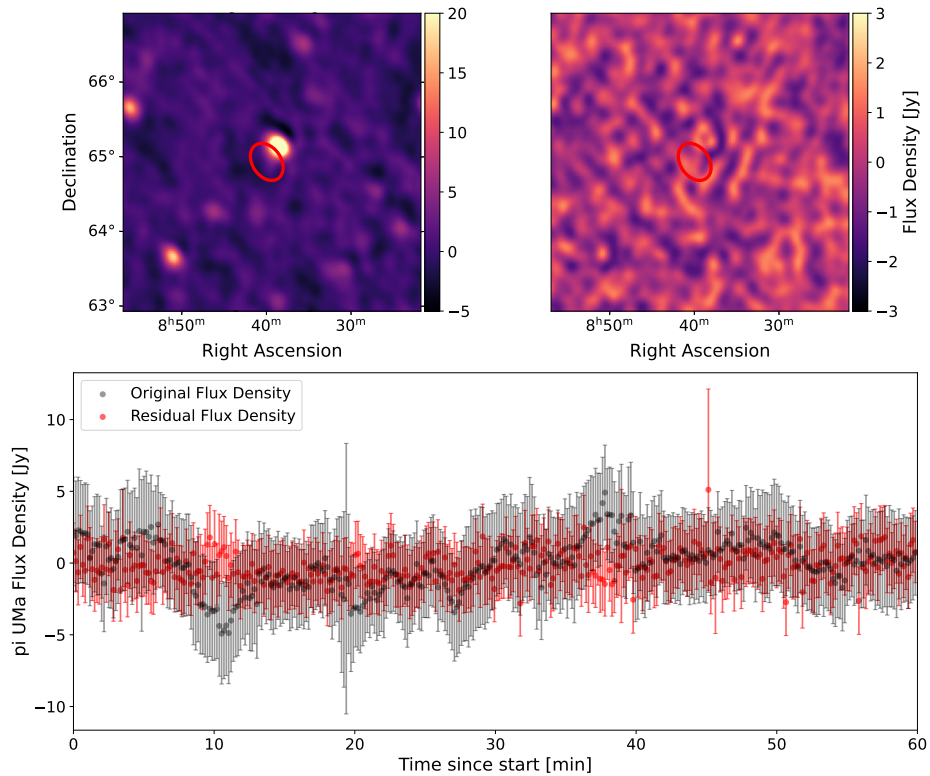 66°
65°
64°
63°
Declination
8ʰ50ᵐ 40ᵐ 30ᵐ
Right Ascension
20
15
10
5
0
−5
8ʰ50ᵐ 40ᵐ 30ᵐ
Right Ascension
3
2
1
0
−1
−2
−3
Flux Density [Jy]
Original Flux Density
Residual Flux Density
pi UMa Flux Density [Jy]
10
5
0
−5
−10
0 10 20 30 40 50 60
Time since start [min]